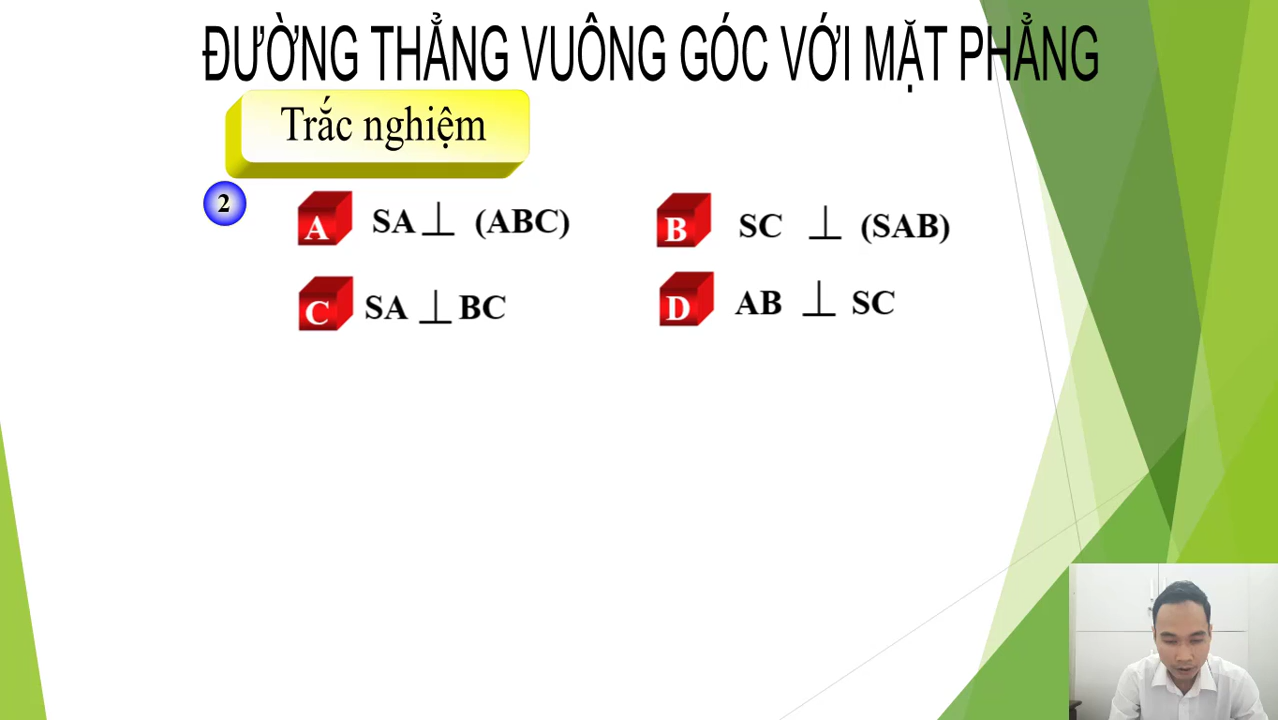 ĐƯỜNG THẲNG VUÔNG GÓC VỚI MẶT PHẲNG
Trắc nghiệm
2
A SA ⊥ (ABC) B SC ⊥ (SAB)
C SA ⊥ BC D AB ⊥ SC